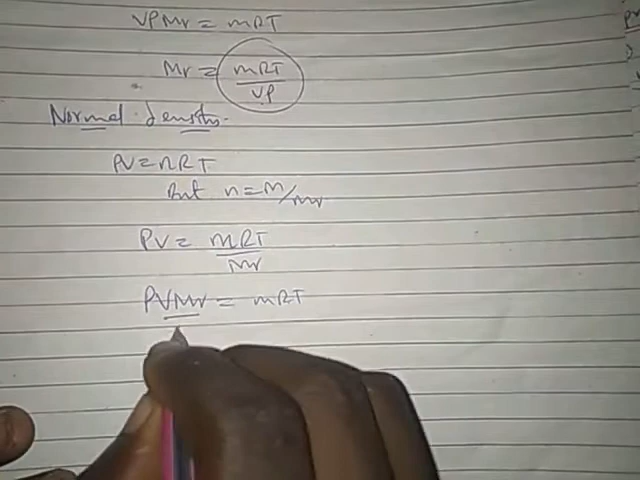 VPMr = mRT
Mr = mRT/VP
Normal density.
PV = nRT
But n = m/mr
PV = mRT/Mr
PVMr = mRT